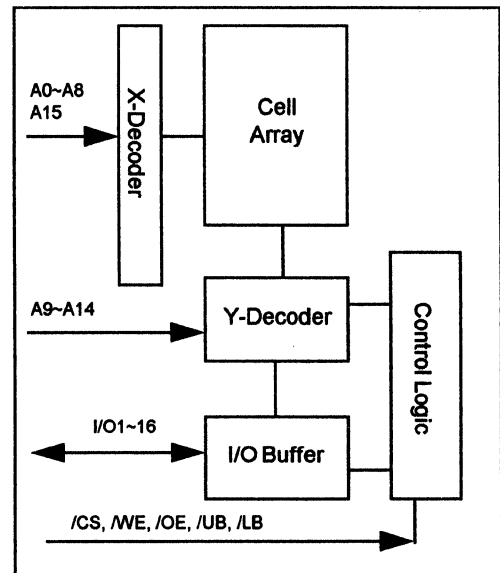 A0~A8
A15
X-Decoder
Cell
Array
A9~A14
Y-Decoder
Control Logic
I/O1~16
I/O Buffer
/CS, /WE, /OE, /UB, /LB